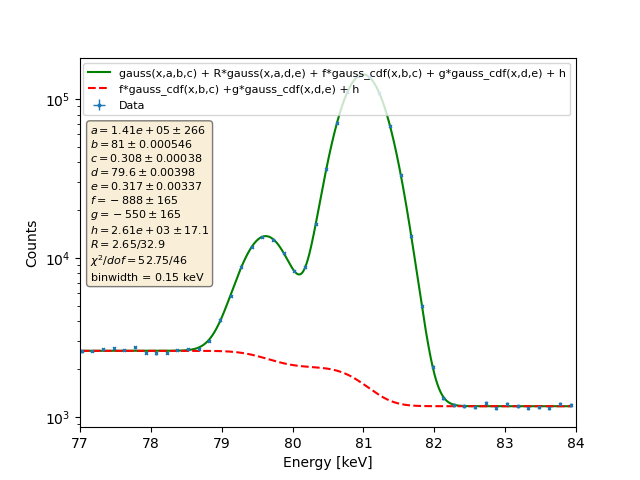 gauss(x,a,b,c) + R*gauss(x,a,d,e) + f*gauss_cdf(x,b,c) + g*gauss_cdf(x,d,e) + h
f*gauss_cdf(x,b,c) +g*gauss_cdf(x,d,e) + h
Data
a = 1.41e + 05 ± 266
b = 81 ± 0.000546
c = 0.308 ± 0.00038
d = 79.6 ± 0.00398
e = 0.317 ± 0.00337
f = − 888 ± 165
g = − 550 ± 165
h = 2.61e + 03 ± 17.1
R = 2.65/32.9
χ²/dof = 52.75/46
binwidth = 0.15 keV
10⁵
10⁴
10³
Counts
77 78 79 80 81 82 83 84
Energy [keV]